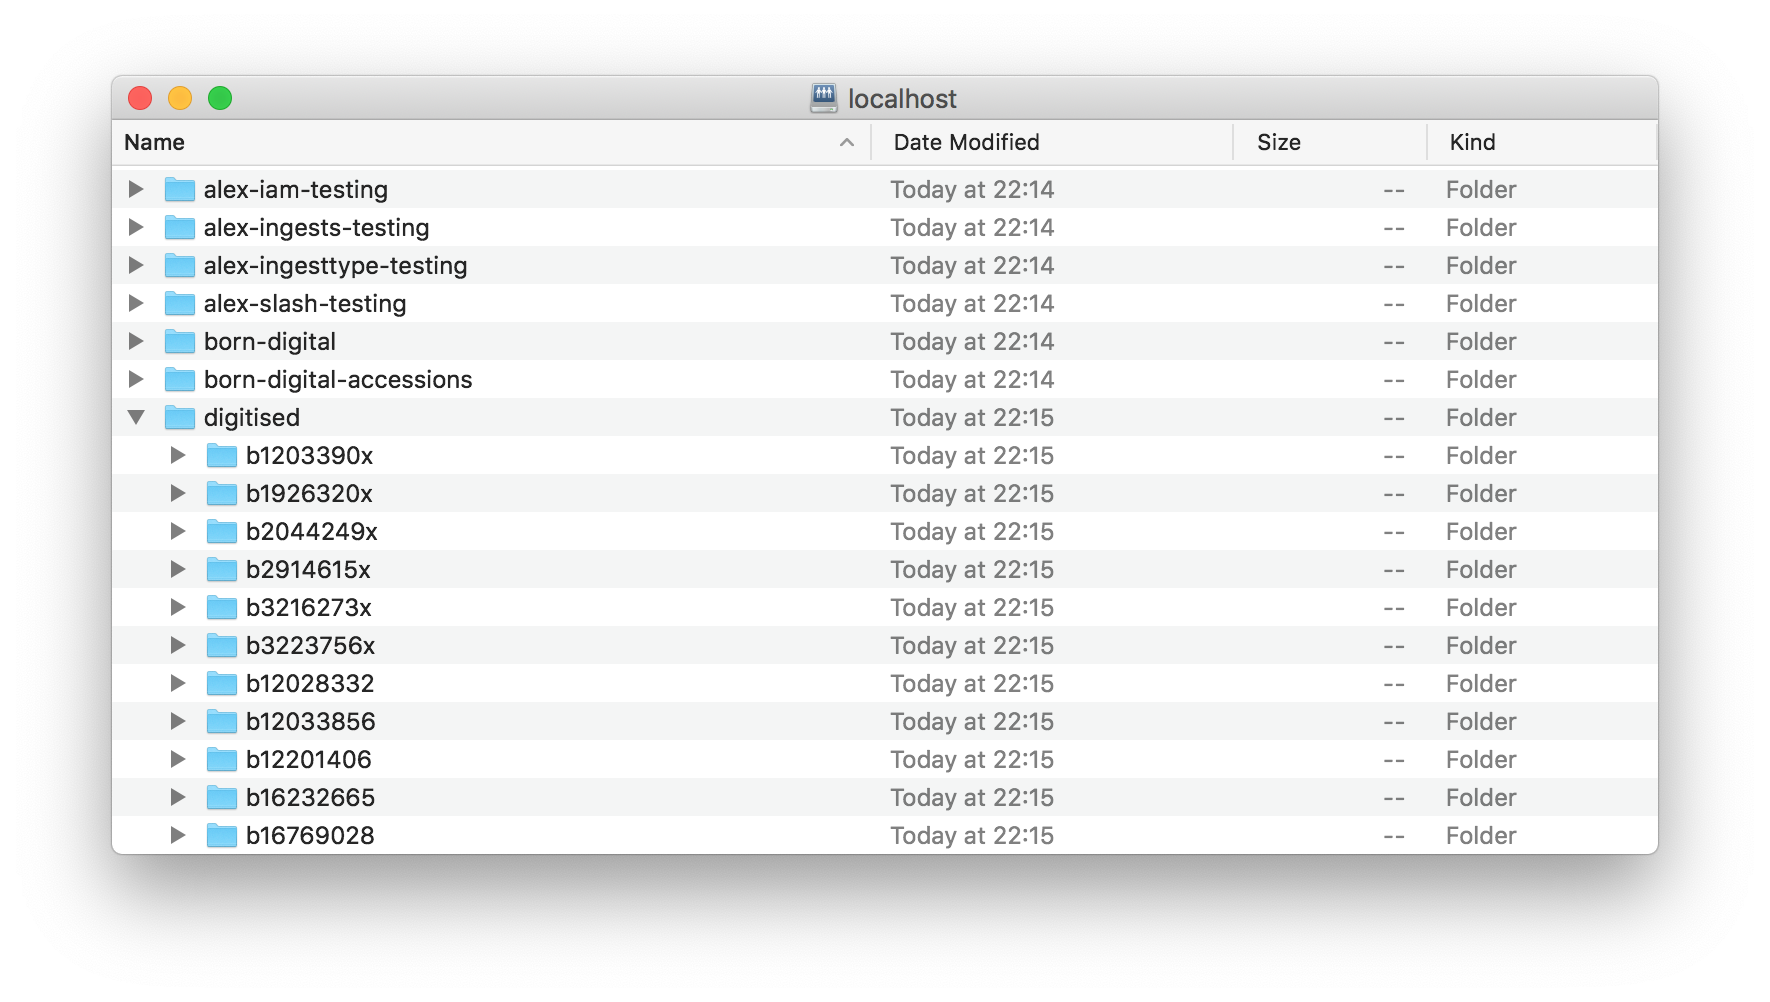 localhost
Name Date Modified Size Kind
alex-iam-testing Today at 22:14 -- Folder
alex-ingests-testing Today at 22:14 -- Folder
alex-ingesttype-testing Today at 22:14 -- Folder
alex-slash-testing Today at 22:14 -- Folder
born-digital Today at 22:14 -- Folder
born-digital-accessions Today at 22:14 -- Folder
digitised Today at 22:15 -- Folder
b1203390x Today at 22:15 -- Folder
b1926320x Today at 22:15 -- Folder
b2044249x Today at 22:15 -- Folder
b2914615x Today at 22:15 -- Folder
b3216273x Today at 22:15 -- Folder
b3223756x Today at 22:15 -- Folder
b12028332 Today at 22:15 -- Folder
b12033856 Today at 22:15 -- Folder
b12201406 Today at 22:15 -- Folder
b16232665 Today at 22:15 -- Folder
b16769028 Today at 22:15 -- Folder